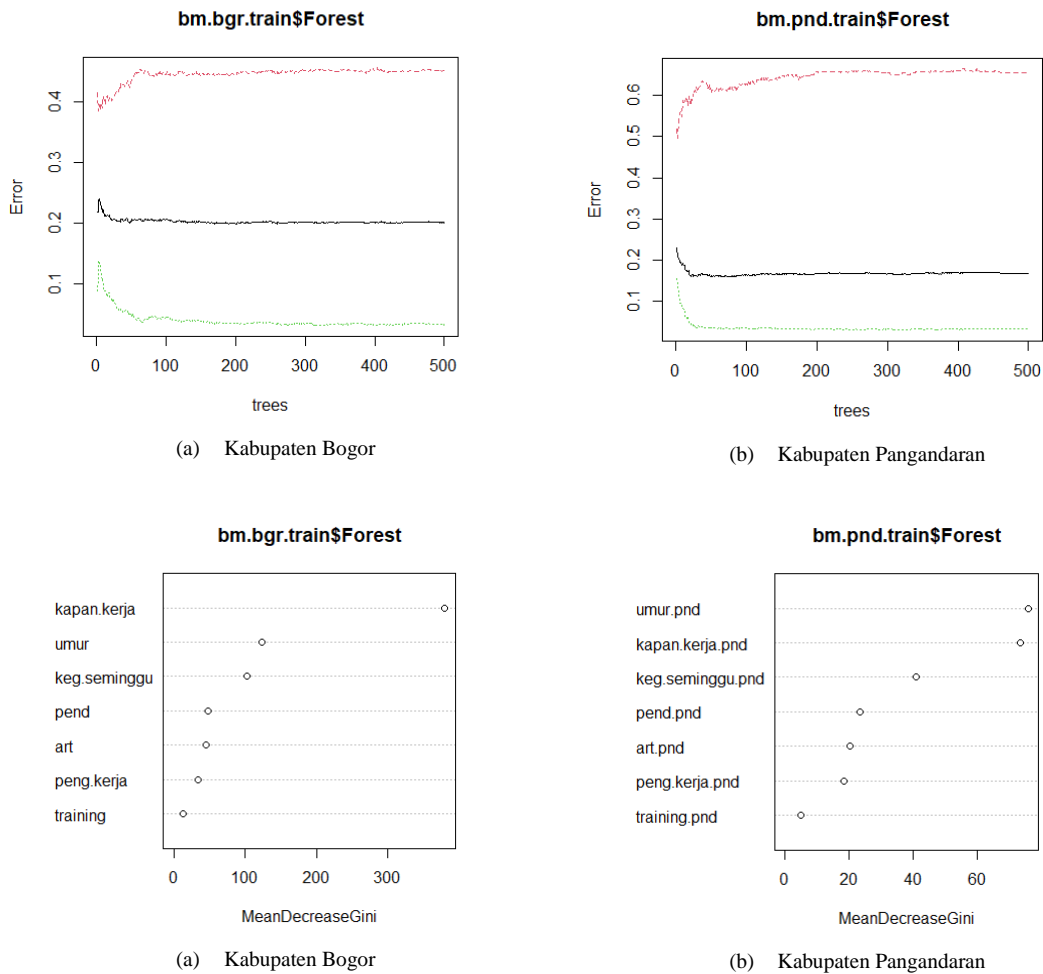 bm.bgr.train$Forest
Error
0.1
0.2
0.3
0.4
0 100 200 300 400 500
trees
(a) Kabupaten Bogor
bm.pnd.train$Forest
Error
0.1
0.2
0.3
0.4
0.5
0.6
0 100 200 300 400 500
trees
(b) Kabupaten Pangandaran
bm.bgr.train$Forest
kapan.kerja
umur
keg.seminggu
pend
art
peng.kerja
training
0 100 200 300
MeanDecreaseGini
(a) Kabupaten Bogor
bm.pnd.train$Forest
umur.pnd
kapan.kerja.pnd
keg.seminggu.pnd
pend.pnd
art.pnd
peng.kerja.pnd
training.pnd
0 20 40 60
MeanDecreaseGini
(b) Kabupaten Pangandaran